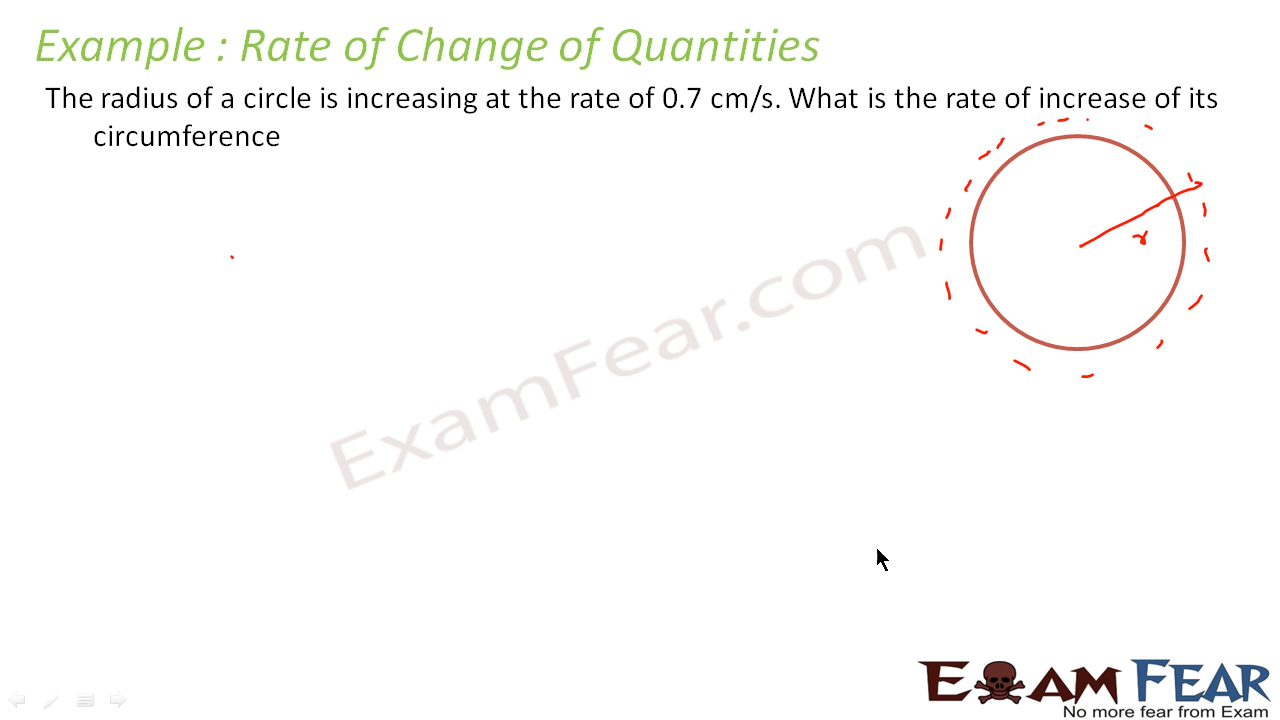 Example : Rate of Change of Quantities
The radius of a circle is increasing at the rate of 0.7 cm/s. What is the rate of increase of its
circumference
r
ExamFear.com
EXAM FEAR
No more fear from Exam